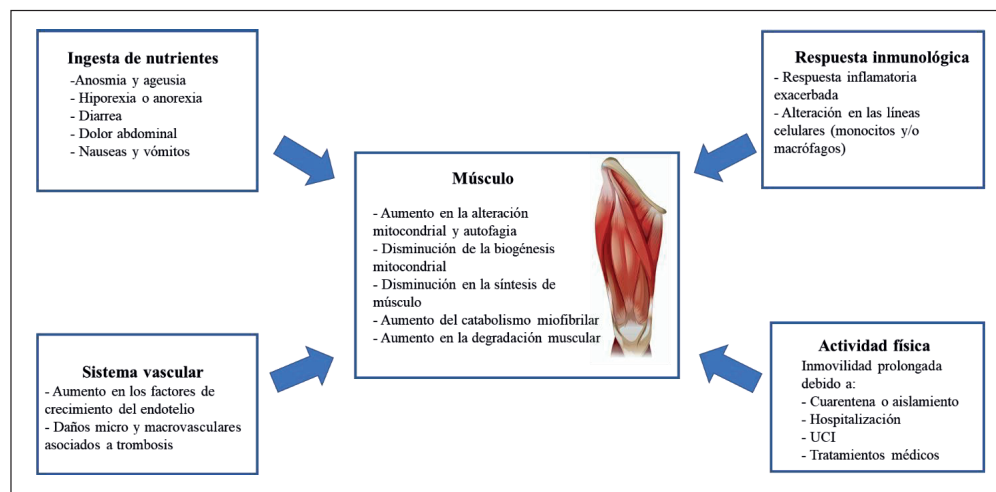 Ingesta de nutrientes
-Anosmia y ageusia
- Hiporexia o anorexia
- Diarrea
- Dolor abdominal
- Nauseas y vómitos
Respuesta inmunológica
- Respuesta inflamatoria
exacerbada
- Alteración en las líneas
celulares (monocitos y/o
macrófagos)
Músculo
- Aumento en la alteración
mitocondrial y autofagia
- Disminución de la biogénesis
mitocondrial
- Disminución en la síntesis de
músculo
- Aumento del catabolismo miofibrilar
- Aumento en la degradación muscular
Sistema vascular
- Aumento en los factores de
crecimiento del endotelio
- Daños micro y macrovasculares
asociados a trombosis
Actividad física
Inmovilidad prolongada
debido a:
- Cuarentena o aislamiento
- Hospitalización
- UCI
- Tratamientos médicos